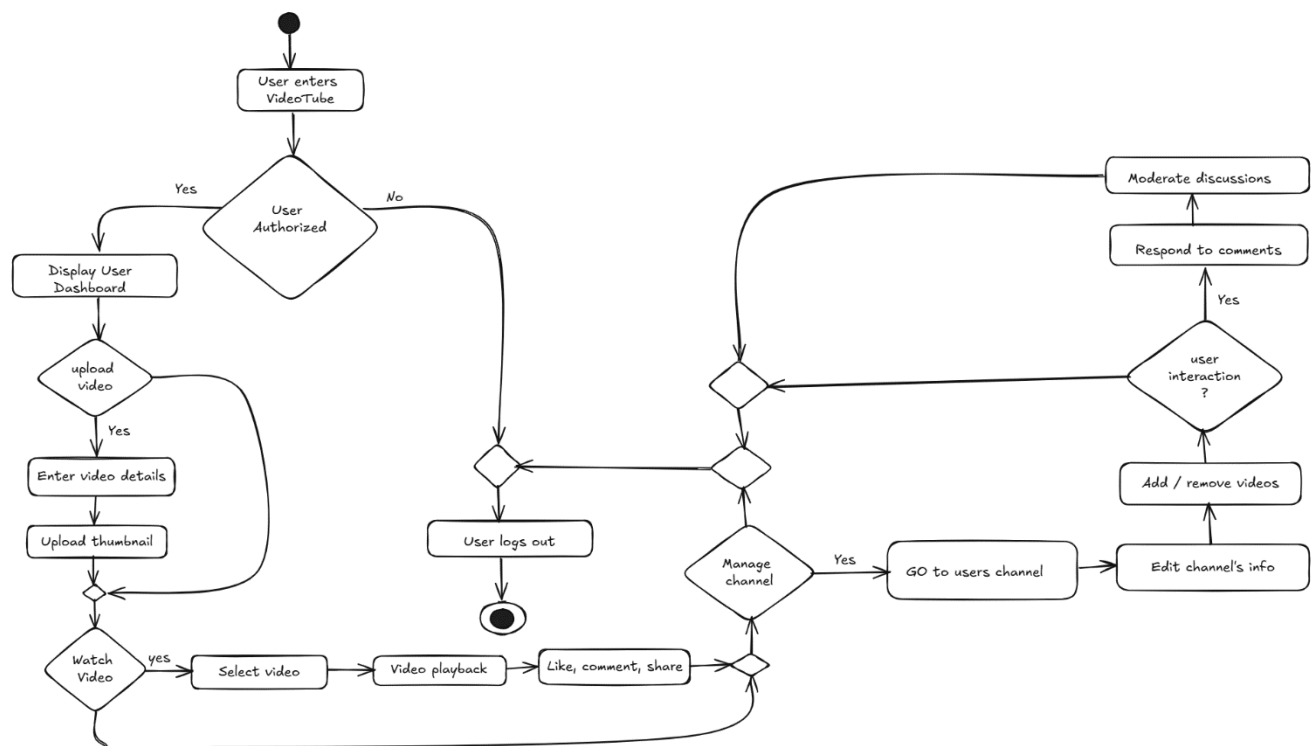 User enters
VideoTube
Yes
User
Authorized
No
Display User
Dashboard
upload
video
Yes
Enter video details
Upload thumbnail
Watch
Video
yes
Select video
Video playback
Like, comment, share
User logs out
Manage
channel
Yes
GO to users channel
Edit channel's info
Add / remove videos
user
interaction
?
Yes
Respond to comments
Moderate discussions